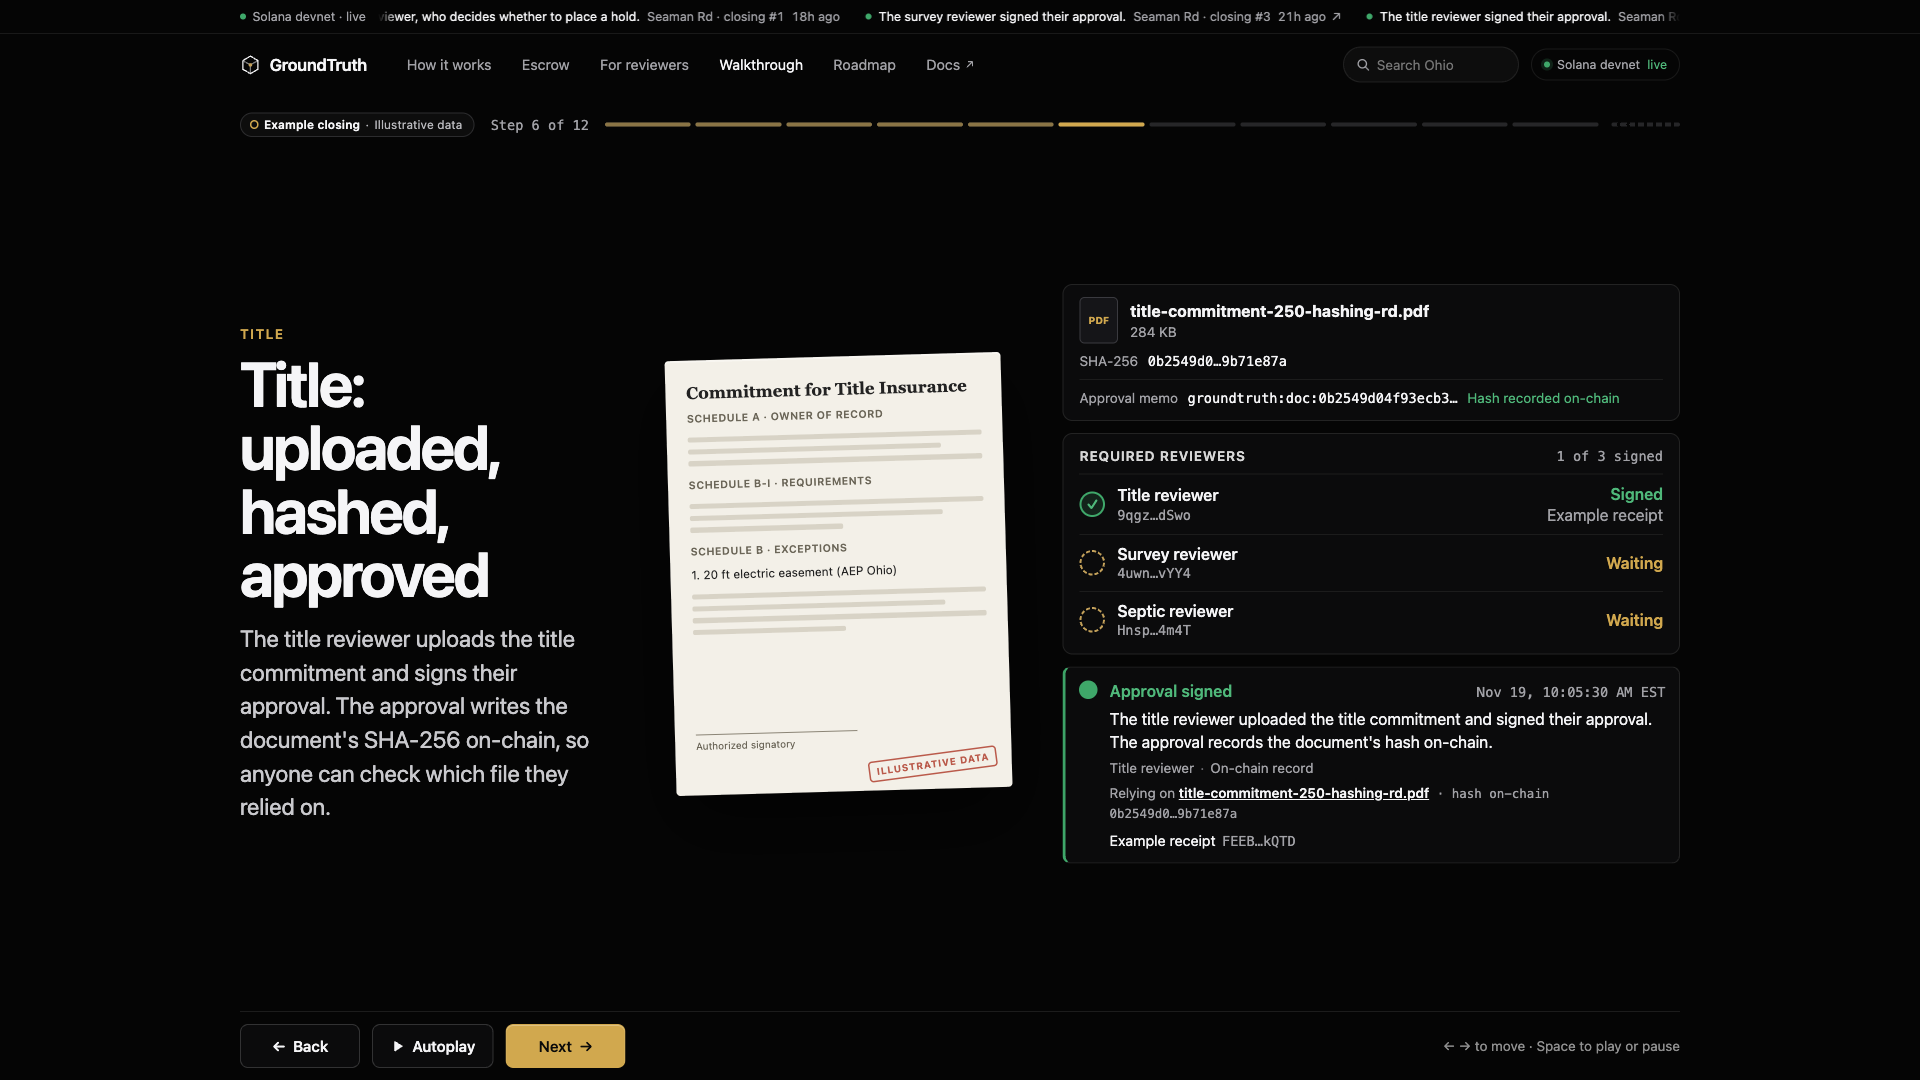 Solana devnet · live
viewer, who decides whether to place a hold. Seaman Rd · closing #1 18h ago
The survey reviewer signed their approval. Seaman Rd · closing #3 21h ago ↗
The title reviewer signed their approval. Seaman
GroundTruth
How it works
Escrow
For reviewers
Walkthrough
Roadmap
Docs ↗
Search Ohio
Solana devnet live
Example closing · Illustrative data
Step 6 of 12
TITLE
Title:
uploaded,
hashed,
approved
The title reviewer uploads the title
commitment and signs their
approval. The approval writes the
document's SHA-256 on-chain, so
anyone can check which file they
relied on.
Commitment for Title Insurance
SCHEDULE A · OWNER OF RECORD
SCHEDULE B-I · REQUIREMENTS
SCHEDULE B · EXCEPTIONS
1. 20 ft electric easement (AEP Ohio)
Authorized signatory
ILLUSTRATIVE DATA
PDF
title-commitment-250-hashing-rd.pdf
284 KB
SHA-256 0b2549d0…9b71e87a
Approval memo groundtruth:doc:0b2549d04f93ecb3… Hash recorded on-chain
REQUIRED REVIEWERS
1 of 3 signed
Title reviewer
9qgz…dSwo
Signed
Example receipt
Survey reviewer
4uwn…vYY4
Waiting
Septic reviewer
Hnsp…4m4T
Waiting
Approval signed
Nov 19, 10:05:30 AM EST
The title reviewer uploaded the title commitment and signed their approval.
The approval records the document's hash on-chain.
Title reviewer · On-chain record
Relying on title-commitment-250-hashing-rd.pdf · hash on-chain
0b2549d0…9b71e87a
Example receipt FEEB…kQTD
← Back
Autoplay
Next →
← → to move · Space to play or pause